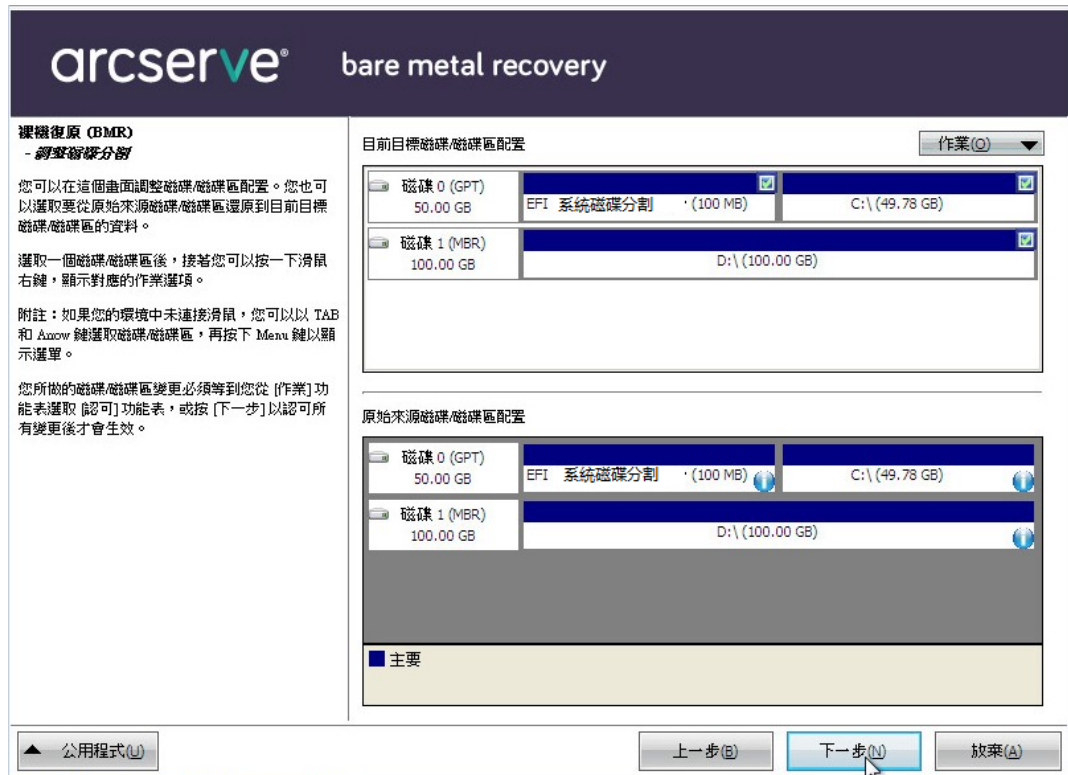 arcserve® bare metal recovery
裸機復原 (BMR)
- 調整磁碟分割
您可以在這個畫面調整磁碟/磁碟區配置。您也可
以選取要從原始來源磁碟/磁碟區還原到目前目標
磁碟/磁碟區的資料。
選取一個磁碟/磁碟區後，接著您可以按一下滑鼠
右鍵，顯示對應的作業選項。
附註：如果您的環境中未連接滑鼠，您可以以 TAB
和 Arrow 鍵選取磁碟/磁碟區，再按下 Menu 鍵以顯
示選單。
您所做的磁碟/磁碟區變更必須等到您從 [作業] 功
能表選取 [認可] 功能表，或按 [下一步] 以認可所
有變更後才會生效。
目前目標磁碟/磁碟區配置
作業(O)
磁碟 0 (GPT)
50.00 GB
EFI 系統磁碟分割 · (100 MB)
C:\ (49.78 GB)
磁碟 1 (MBR)
100.00 GB
D:\ (100.00 GB)
原始來源磁碟/磁碟區配置
磁碟 0 (GPT)
50.00 GB
EFI 系統磁碟分割 · (100 MB)
C:\ (49.78 GB)
磁碟 1 (MBR)
100.00 GB
D:\ (100.00 GB)
主要
公用程式(U)
上一步(B)
下一步(N)
放棄(A)